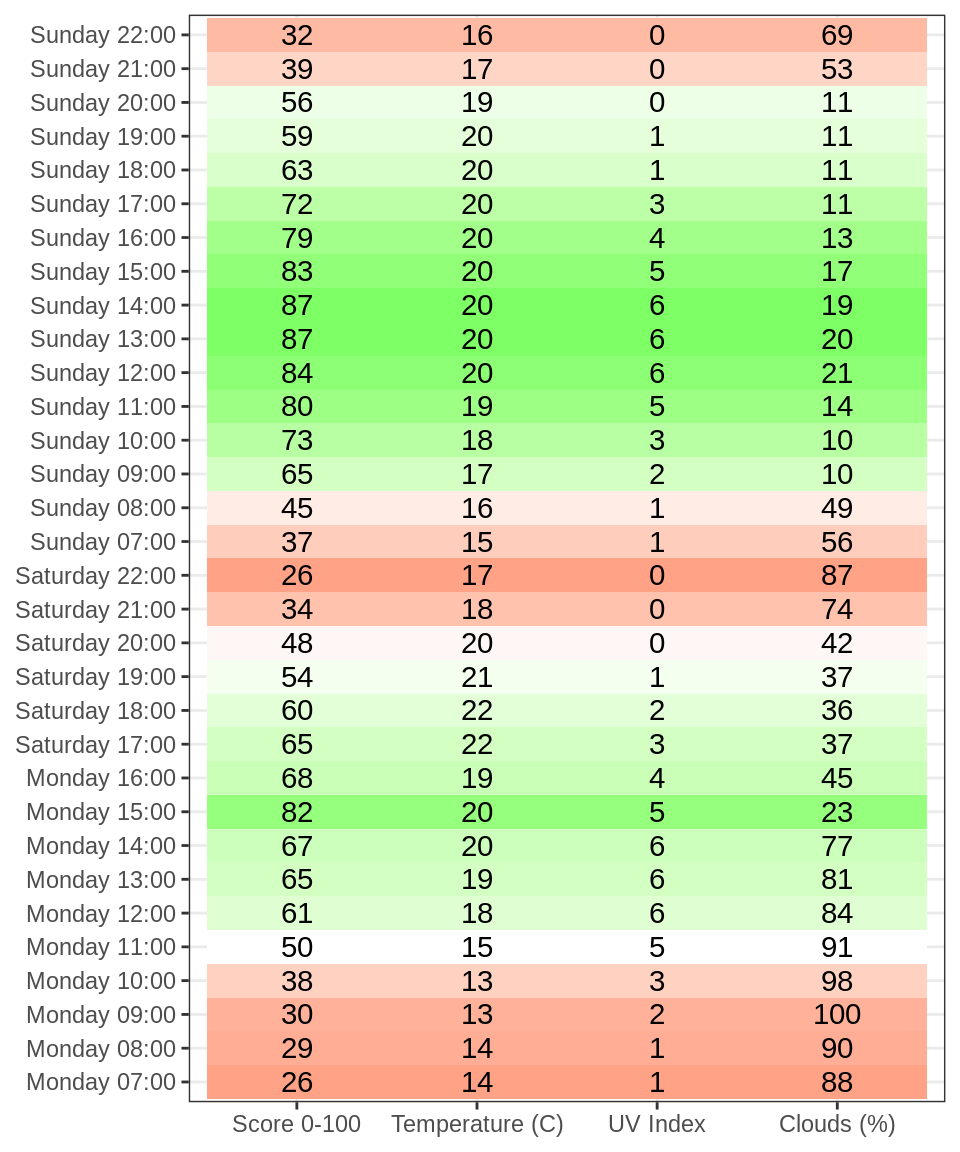 Sunday 22:00 32 16 0 69
Sunday 21:00 39 17 0 53
Sunday 20:00 56 19 0 11
Sunday 19:00 59 20 1 11
Sunday 18:00 63 20 1 11
Sunday 17:00 72 20 3 11
Sunday 16:00 79 20 4 13
Sunday 15:00 83 20 5 17
Sunday 14:00 87 20 6 19
Sunday 13:00 87 20 6 20
Sunday 12:00 84 20 6 21
Sunday 11:00 80 19 5 14
Sunday 10:00 73 18 3 10
Sunday 09:00 65 17 2 10
Sunday 08:00 45 16 1 49
Sunday 07:00 37 15 1 56
Saturday 22:00 26 17 0 87
Saturday 21:00 34 18 0 74
Saturday 20:00 48 20 0 42
Saturday 19:00 54 21 1 37
Saturday 18:00 60 22 2 36
Saturday 17:00 65 22 3 37
Monday 16:00 68 19 4 45
Monday 15:00 82 20 5 23
Monday 14:00 67 20 6 77
Monday 13:00 65 19 6 81
Monday 12:00 61 18 6 84
Monday 11:00 50 15 5 91
Monday 10:00 38 13 3 98
Monday 09:00 30 13 2 100
Monday 08:00 29 14 1 90
Monday 07:00 26 14 1 88
Score 0-100 Temperature (C) UV Index Clouds (%)